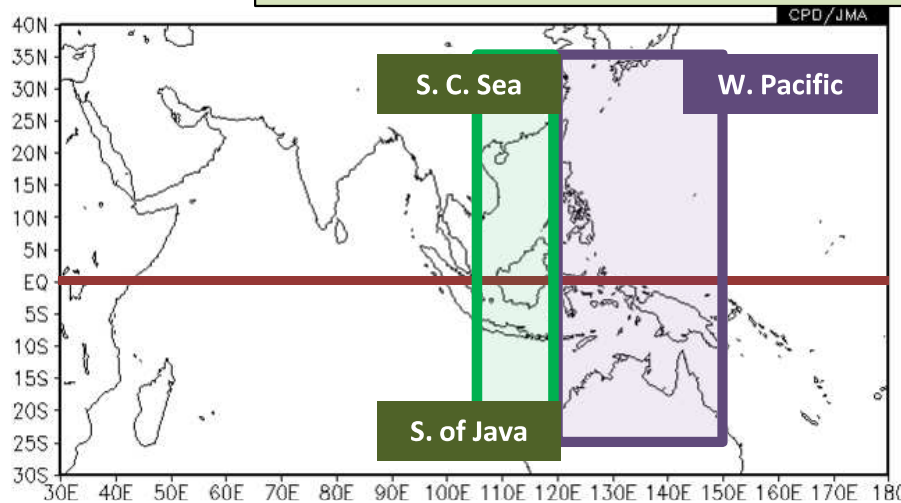 CPD/JMA
40N
35N
30N
25N
20N
15N
10N
5N
EQ
5S
10S
15S
20S
25S
30S
S. C. Sea
W. Pacific
S. of Java
30E 40E 50E 60E 70E 80E 90E 100E 110E 120E 130E 140E 150E 160E 170E 180